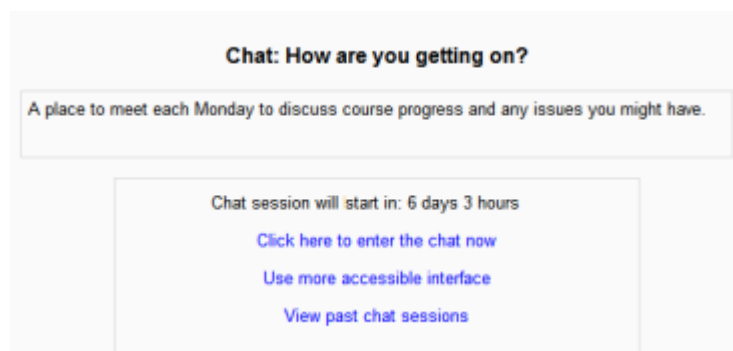 Chat: How are you getting on?
A place to meet each Monday to discuss course progress and any issues you might have.
Chat session will start in: 6 days 3 hours
Click here to enter the chat now
Use more accessible interface
View past chat sessions